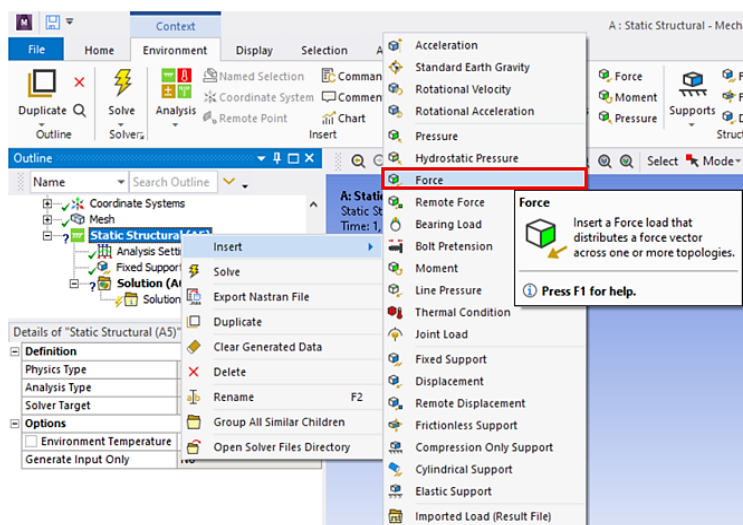 Context
A : Static Structural - Mech
File
Home
Environment
Display
Selection
A
Duplicate
Outline
Solve
Solver
Analysis
Named Selection
Coordinate System
Remote Point
Comman
Commen
Chart
Insert
Force
Moment
Pressure
Supports
F
F
D
Struct
Outline
Name
Search Outline
Select
Mode
Coordinate Systems
Mesh
Static Structural (A5)
Analysis Setti
Fixed Support
Solution (A6
Solution
A: Static
Static St
Time: 1,
Insert
Solve
Export Nastran File
Duplicate
Clear Generated Data
Delete
Rename F2
Group All Similar Children
Open Solver Files Directory
Acceleration
Standard Earth Gravity
Rotational Velocity
Rotational Acceleration
Pressure
Hydrostatic Pressure
Force
Remote Force
Bearing Load
Bolt Pretension
Moment
Line Pressure
Thermal Condition
Joint Load
Fixed Support
Displacement
Remote Displacement
Frictionless Support
Compression Only Support
Cylindrical Support
Elastic Support
Imported Load (Result File)
Force
Insert a Force load that
distributes a force vector
across one or more topologies.
Press F1 for help.
Details of "Static Structural (A5)"
Definition
Physics Type
Analysis Type
Solver Target
Options
Environment Temperature
Generate Input Only No